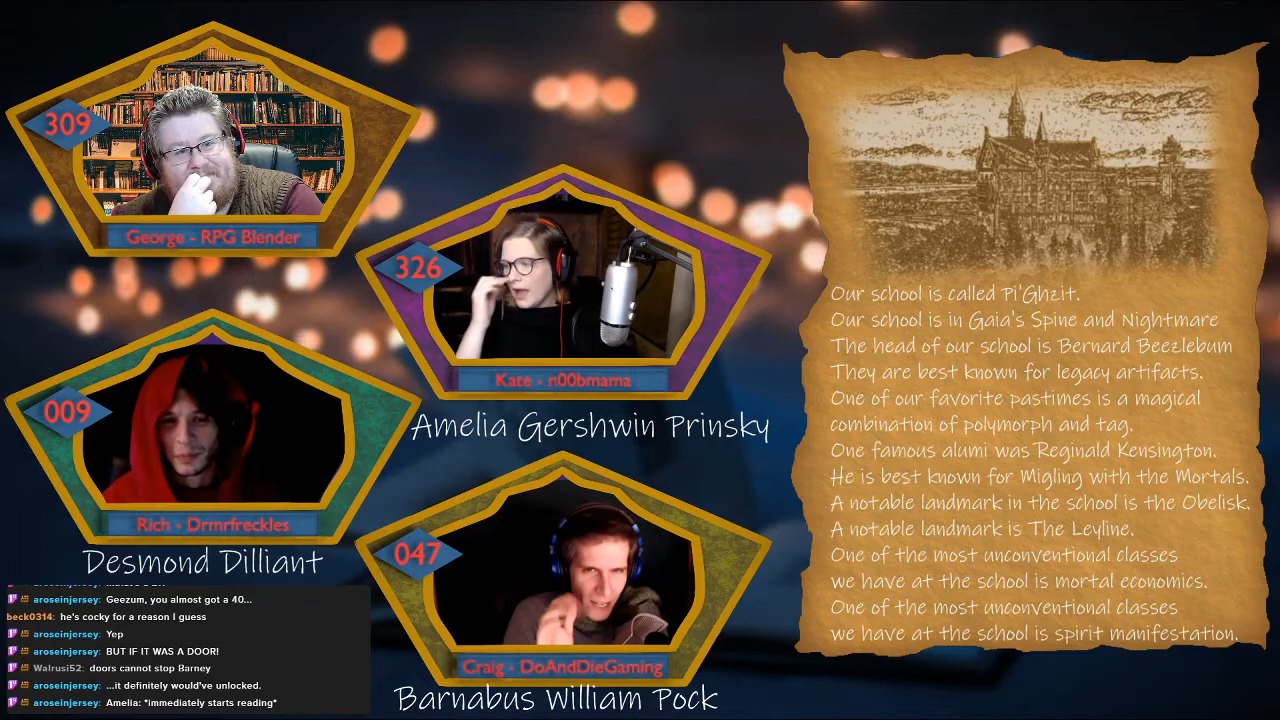 309
George - RPG Blender
326
Kate - n00bmama
Amelia Gershwin Prinsky
009
Rich - Drmrfreckles
Desmond Dilliant
047
Craig - DoAndDieGaming
Barnabus William Pock
aroseinjersey:
aroseinjersey: Geezum, you almost got a 40...
beck0314: he's cocky for a reason I guess
aroseinjersey: Yep
aroseinjersey: BUT IF IT WAS A DOOR!
Walrusi52: doors cannot stop Barney
aroseinjersey: ...it definitely would've unlocked.
aroseinjersey: Amelia: *immediately starts reading*
Our school is called Pi'Ghzit.
Our school is in Gaia's Spine and Nightmare
The head of our school is Bernard Beezlebum
They are best known for legacy artifacts.
One of our favorite pastimes is a magical
combination of polymorph and tag.
One famous alumi was Reginald Kensington.
He is best known for Migling with the Mortals.
A notable landmark in the school is the Obelisk.
A notable landmark is The Leyline.
One of the most unconventional classes
we have at the school is mortal economics.
One of the most unconventional classes
we have at the school is spirit manifestation.